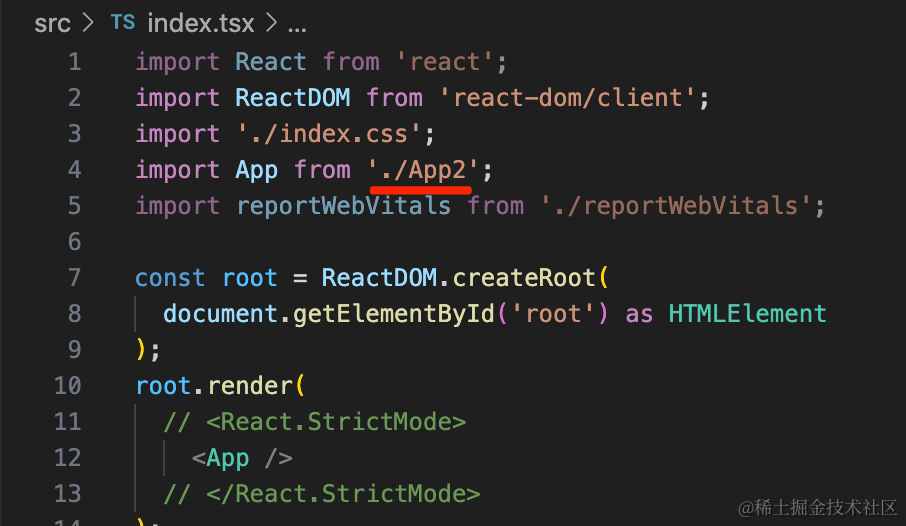 src > TS index.tsx > ...
1 import React from 'react';
2 import ReactDOM from 'react-dom/client';
3 import './index.css';
4 import App from './App2';
5 import reportWebVitals from './reportWebVitals';
6
7 const root = ReactDOM.createRoot(
8 document.getElementById('root') as HTMLElement
9 );
10 root.render(
11 // <React.StrictMode>
12 <App />
13 // </React.StrictMode>
14 );
@稀土掘金技术社区